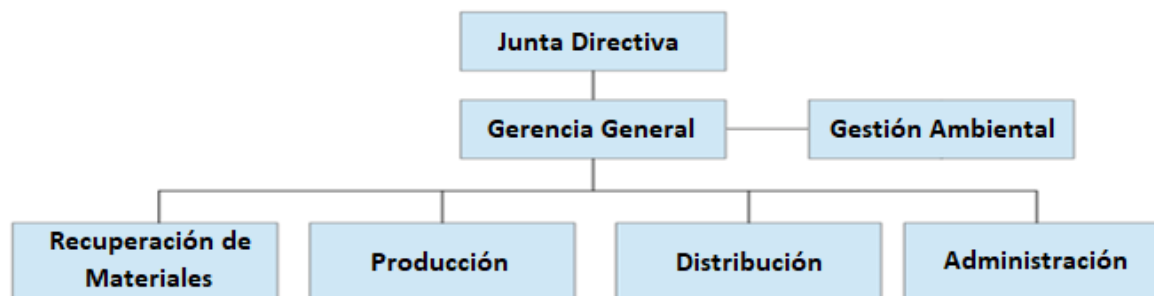 Junta Directiva
Gerencia General
Gestión Ambiental
Recuperación de
Materiales
Producción
Distribución
Administración